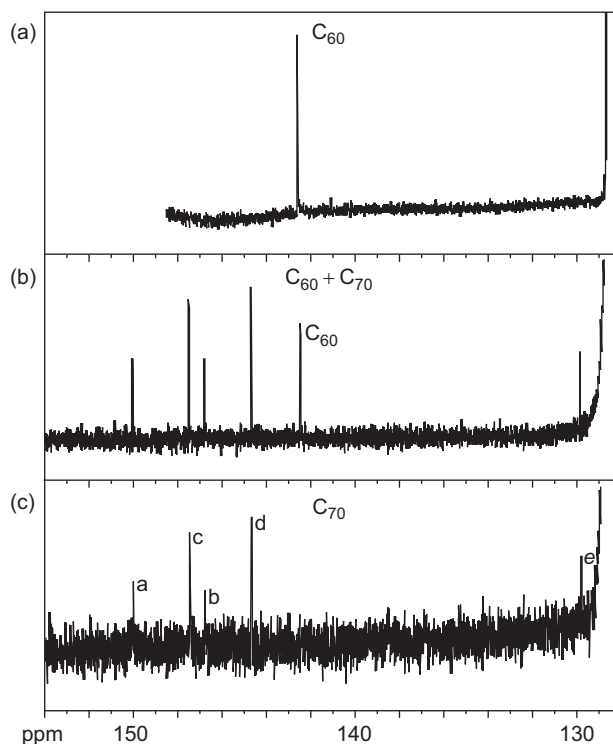 (a)
C₆₀
(b)
C₆₀ + C₇₀
C₆₀
(c)
C₇₀
a
c
b
d
e
ppm 150 140 130